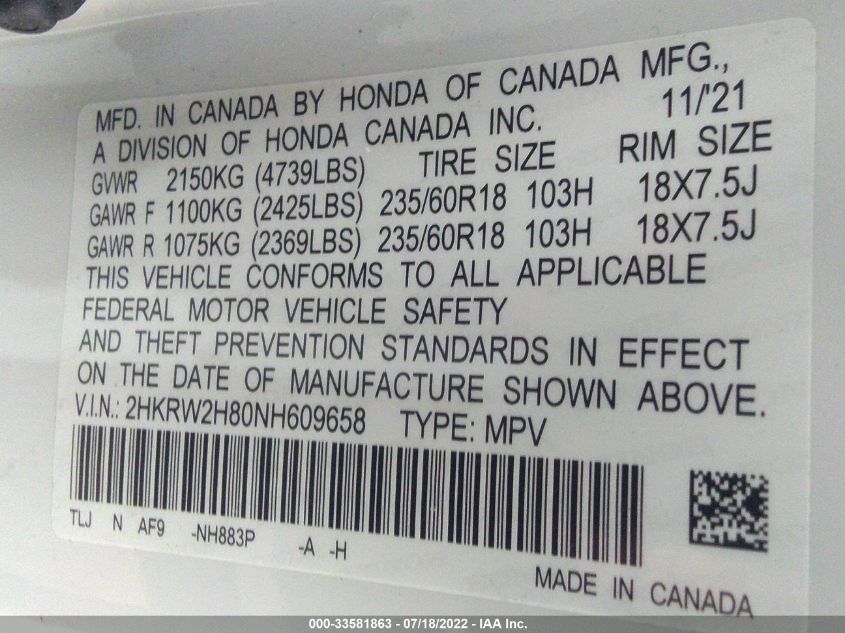 MFD. IN CANADA BY HONDA OF CANADA MFG.,
A DIVISION OF HONDA CANADA INC. 11/'21
GVWR 2150KG (4739LBS) TIRE SIZE RIM SIZE
GAWR F 1100KG (2425LBS) 235/60R18 103H 18X7.5J
GAWR R 1075KG (2369LBS) 235/60R18 103H 18X7.5J
THIS VEHICLE CONFORMS TO ALL APPLICABLE
FEDERAL MOTOR VEHICLE SAFETY
AND THEFT PREVENTION STANDARDS IN EFFECT
ON THE DATE OF MANUFACTURE SHOWN ABOVE.
V.I.N.: 2HKRW2H80NH609658 TYPE: MPV
TLJ N AF9 -NH883P -A -H
MADE IN CANADA
000-33581863 - 07/18/2022 - IAA Inc.